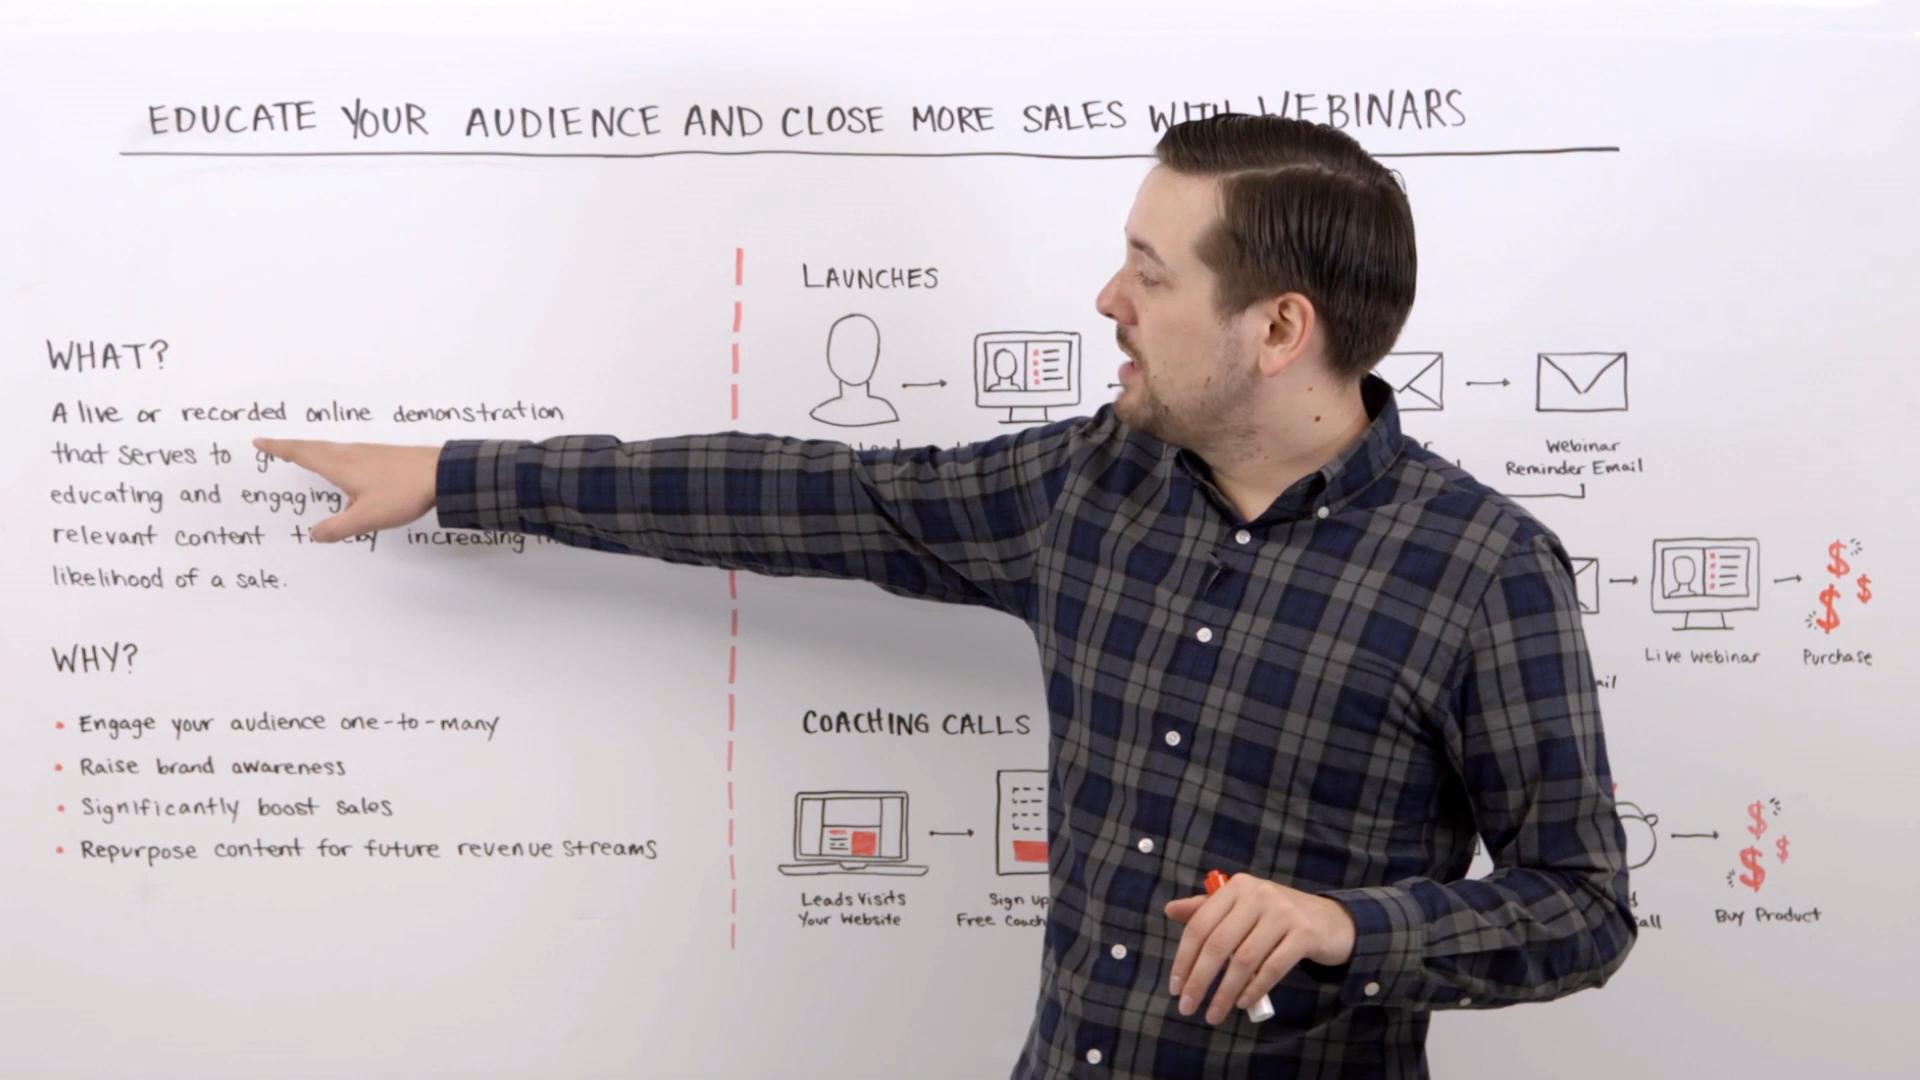 EDUCATE YOUR AUDIENCE AND CLOSE MORE SALES WITH WEBINARS
WHAT?
A live or recorded online demonstration
that serves to
educating and engaging
relevant content increasing
likelihood of a sale.
WHY?
• Engage your audience one-to-many
• Raise brand awareness
• Significantly boost sales
• Repurpose content for future revenue streams
LAUNCHES
Webinar
Reminder Email
Live Webinar
Purchase
$
$
$
COACHING CALLS
Leads Visits
Your Website
Sign up
Free
Buy Product
$
$
$